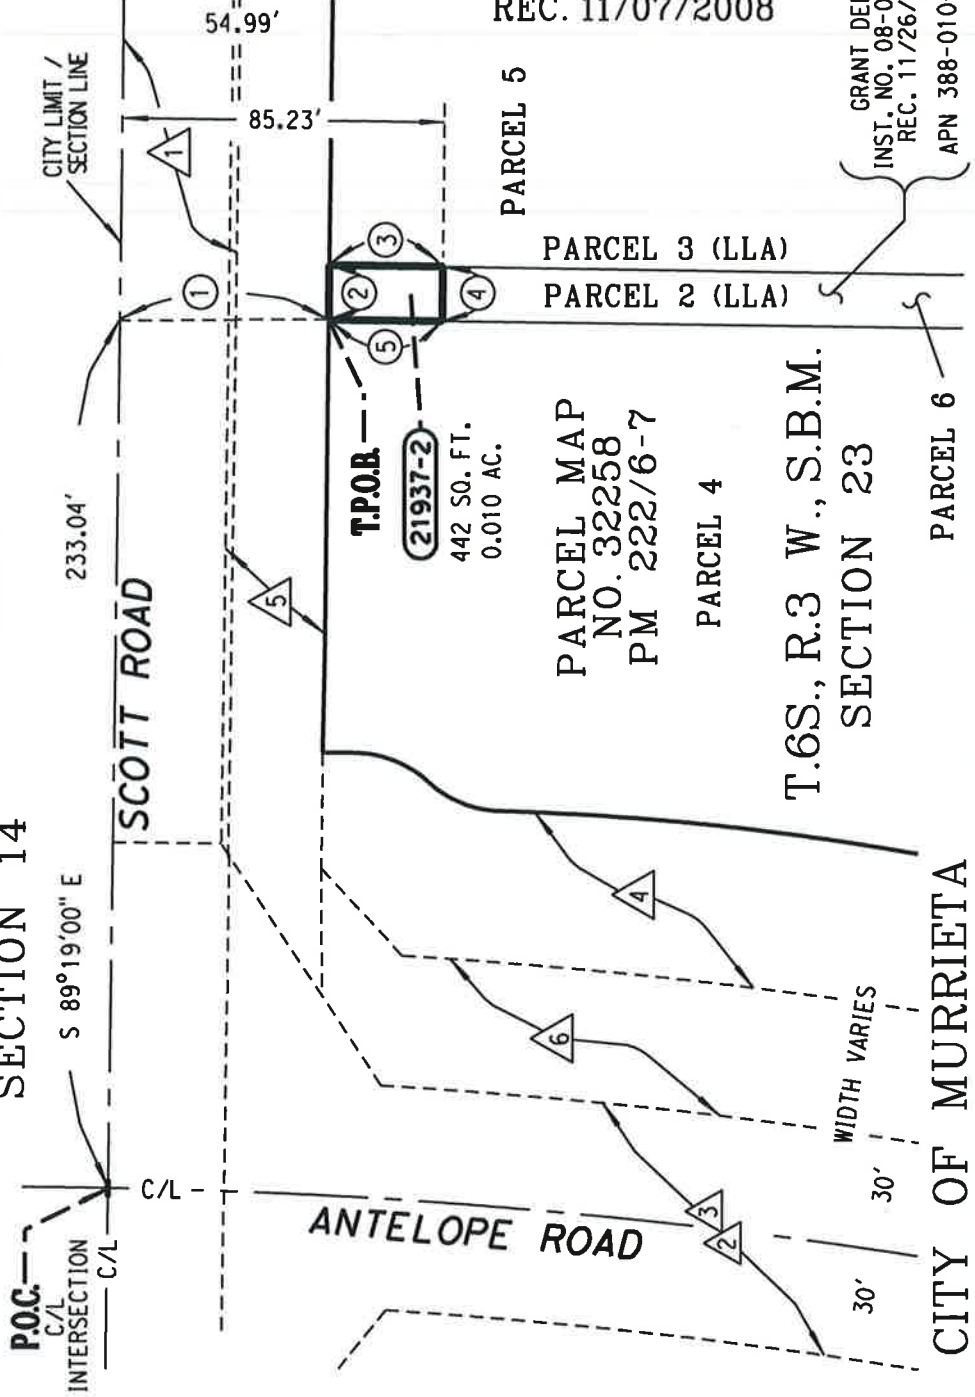 SECTION 14
P.O.C.
C/L
INTERSECTION
C/L
S 89°19'00" E
233.04'
CITY LIMIT /
SECTION LINE
54.99'
REC. 11/07/2008
1
1
85.23'
C/L
SCOTT ROAD
5
T.P.O.B.
2
3
4
5
21937-2
442 SQ. FT.
0.010 AC.
PARCEL 5
PARCEL 3 (LLA)
PARCEL 2 (LLA)
PARCEL MAP
NO. 32258
PM 222/6-7
PARCEL 4
T.6S., R.3 W., S.B.M.
SECTION 23
PARCEL 6
INST. NO. 08-0
REC. 11/26/
APN 388-010-
ANTELOPE ROAD
3
2
6
4
30'
30'
WIDTH VARIES
CITY OF MURRIETA